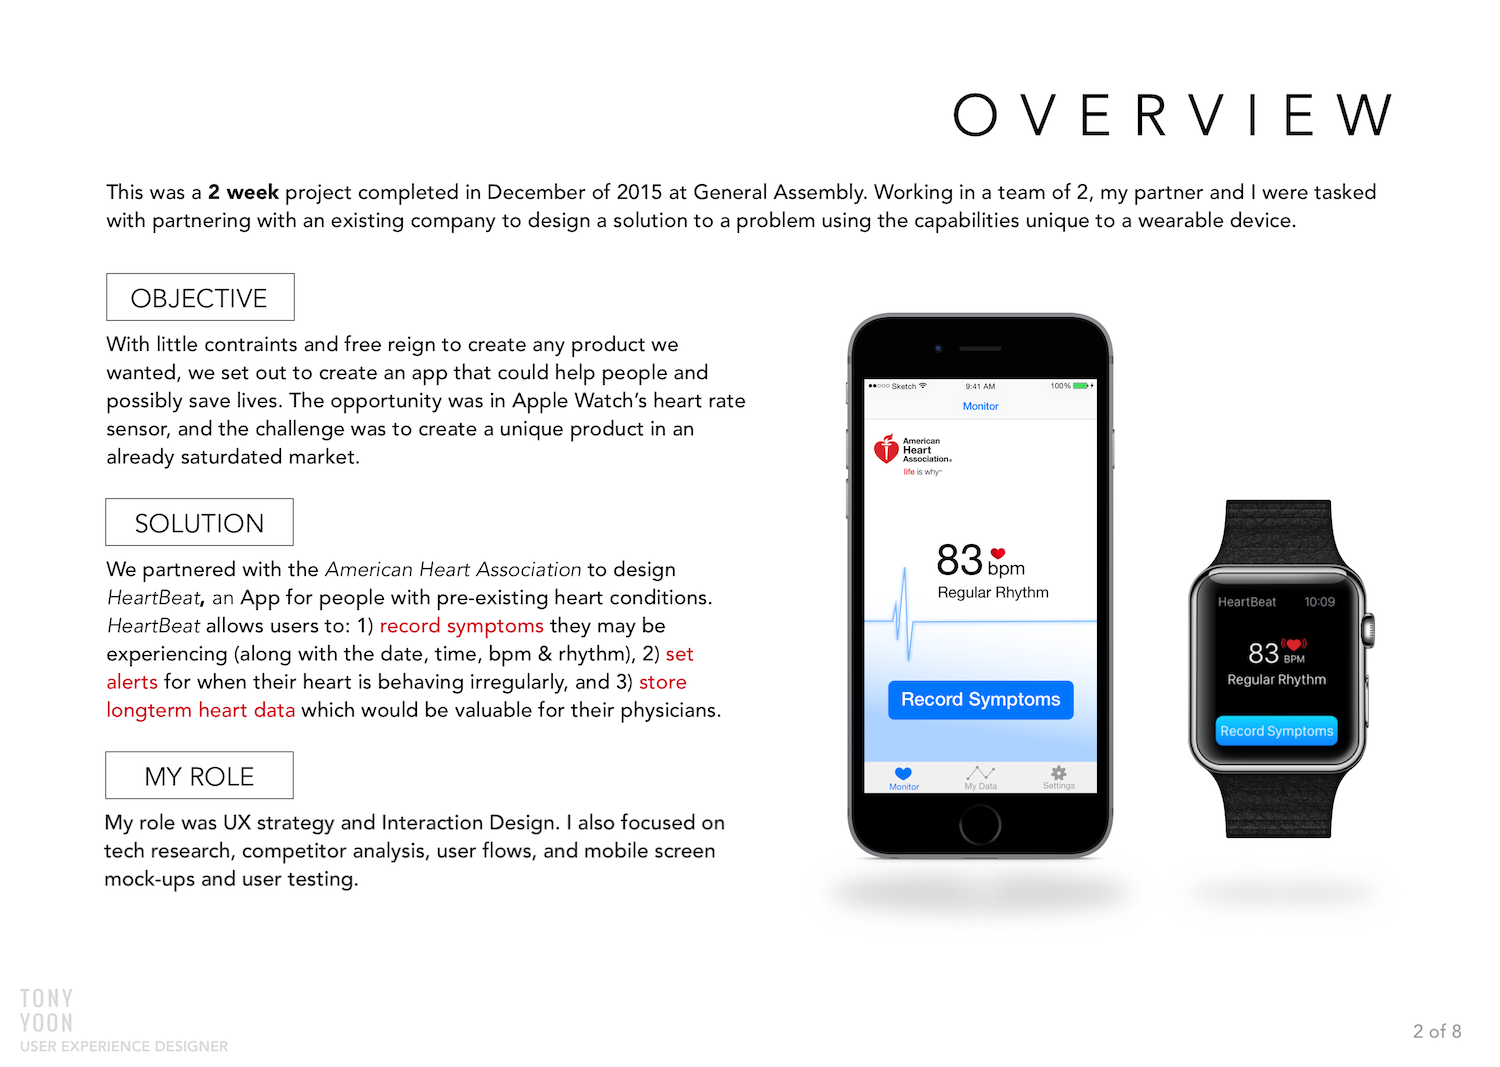 OVERVIEW
This was a 2 week project completed in December of 2015 at General Assembly. Working in a team of 2, my partner and I were tasked
with partnering with an existing company to design a solution to a problem using the capabilities unique to a wearable device.
OBJECTIVE
With little contraints and free reign to create any product we
wanted, we set out to create an app that could help people and
possibly save lives. The opportunity was in Apple Watch's heart rate
sensor, and the challenge was to create a unique product in an
already saturdated market.
SOLUTION
We partnered with the American Heart Association to design
HeartBeat, an App for people with pre-existing heart conditions.
HeartBeat allows users to: 1) record symptoms they may be
experiencing (along with the date, time, bpm & rhythm), 2) set
alerts for when their heart is behaving irregularly, and 3) store
longterm heart data which would be valuable for their physicians.
MY ROLE
My role was UX strategy and Interaction Design. I also focused on
tech research, competitor analysis, user flows, and mobile screen
mock-ups and user testing.
Sketch 9:41 AM 100%
Monitor
American
Heart
Association®
life is why™
83 bpm
Regular Rhythm
Record Symptoms
Monitor My Data Settings
HeartBeat 10:09
83 BPM
Regular Rhythm
Record Symptoms
TONY
YOON
USER EXPERIENCE DESIGNER
2 of 8